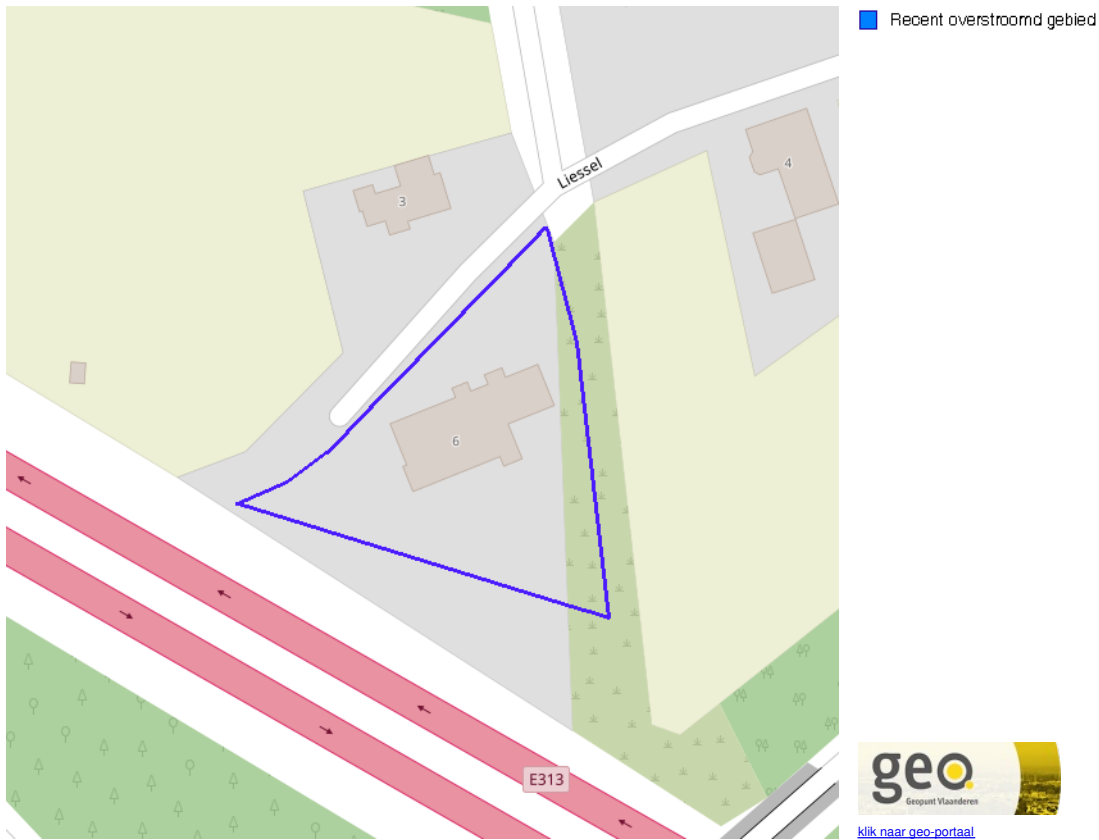 Recent overstroomd gebied
Liessel
4
3
6
E313
geo
Geopunt Vlaanderen
klik naar geo-portaal